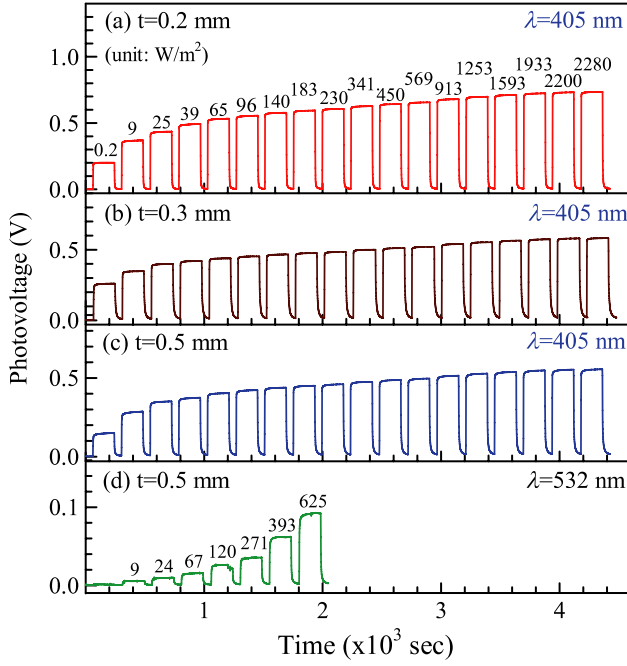 (a) t=0.2 mm λ=405 nm
(unit: W/m²)
1.0
0.5
0.0
0.2 9 25 39 65 96 140 183 230 341 450 569 913 1253 1593 1933 2200 2280
(b) t=0.3 mm λ=405 nm
0.5
0.0
(c) t=0.5 mm λ=405 nm
0.5
0.0
(d) t=0.5 mm λ=532 nm
0.1
0.0
9 24 67 120 271 393 625
Photovoltage (V)
1 2 3 4
Time (x10³ sec)